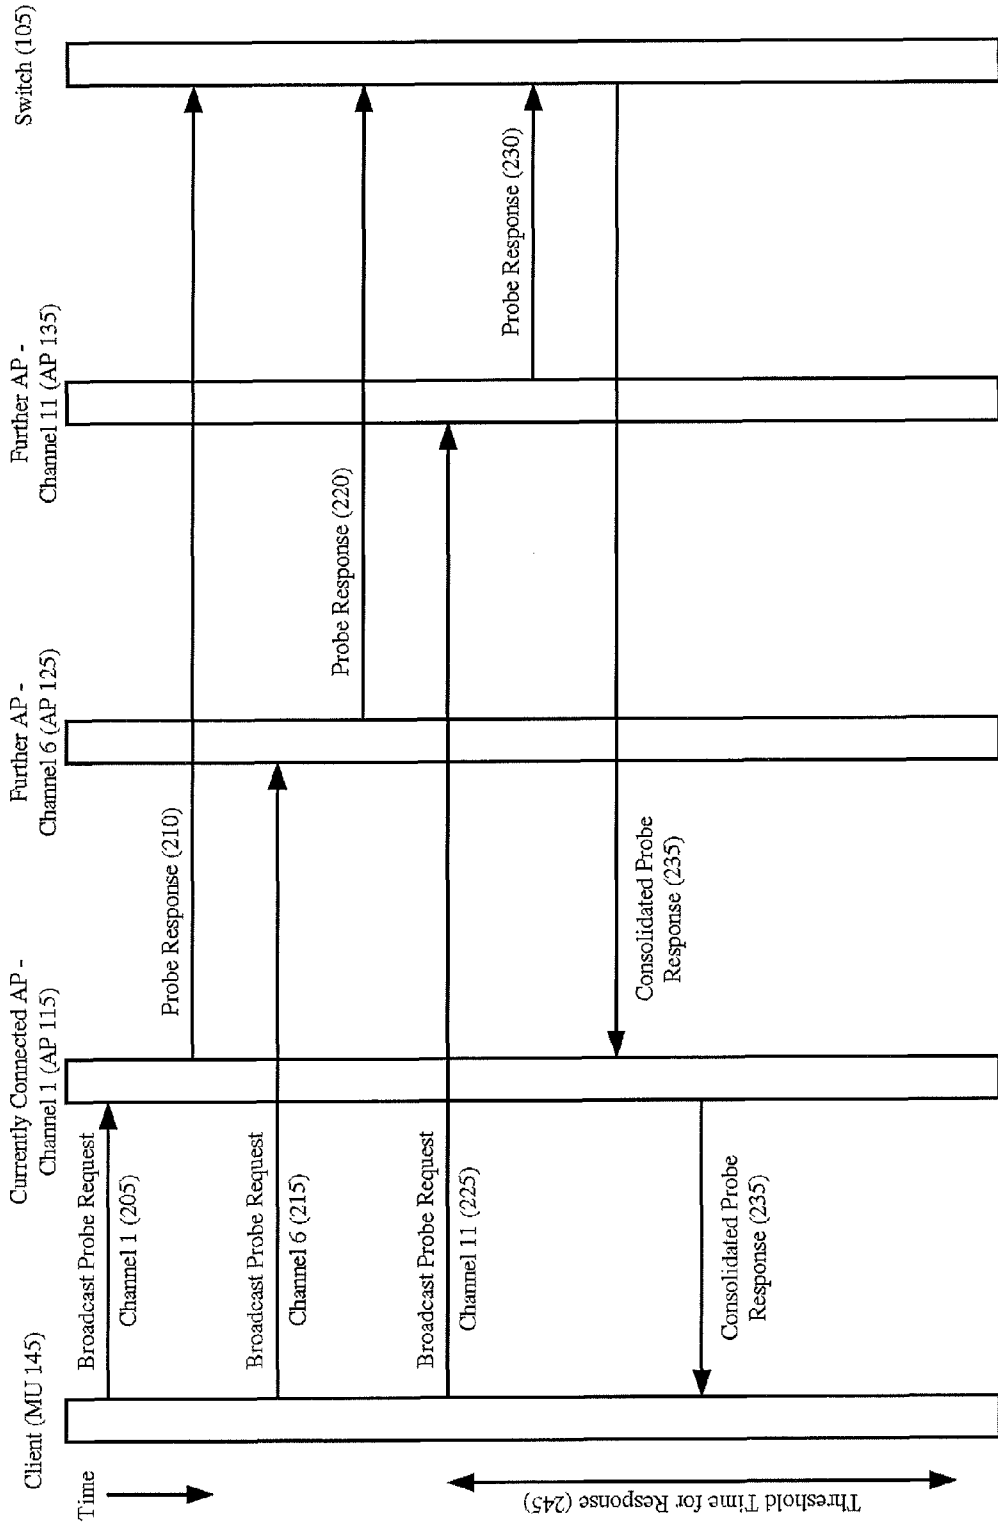 Time
Client (MU 145)
Currently Connected AP -
Channel 1 (AP 115)
Further AP -
Channel 6 (AP 125)
Further AP -
Channel 11 (AP 135)
Switch (105)
Broadcast Probe Request
Channel 1 (205)
Probe Response (210)
Broadcast Probe Request
Channel 6 (215)
Probe Response (220)
Broadcast Probe Request
Channel 11 (225)
Probe Response (230)
Consolidated Probe
Response (235)
Consolidated Probe
Response (235)
Threshold Time for Response (245)